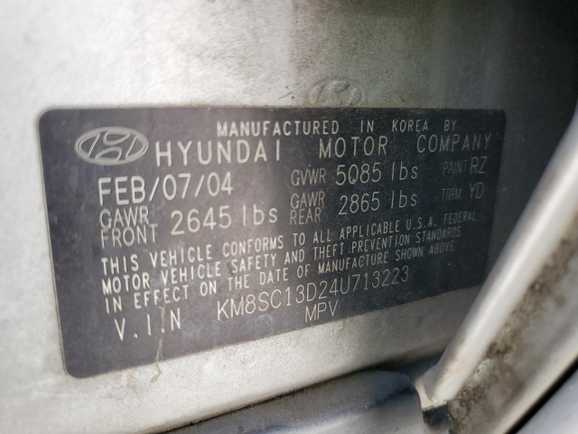 MANUFACTURED IN KOREA BY
HYUNDAI MOTOR COMPANY
FEB/07/04 GVWR 5085 lbs PAINT RZ
GAWR FRONT 2645 lbs GAWR REAR 2865 lbs TRIM YD
THIS VEHICLE CONFORMS TO ALL APPLICABLE U.S.A. FEDERAL
MOTOR VEHICLE SAFETY AND THEFT PREVENTION STANDARDS
IN EFFECT ON THE DATE OF MANUFACTURE SHOWN ABOVE.
V.I.N KM8SC13D24U713223
MPV